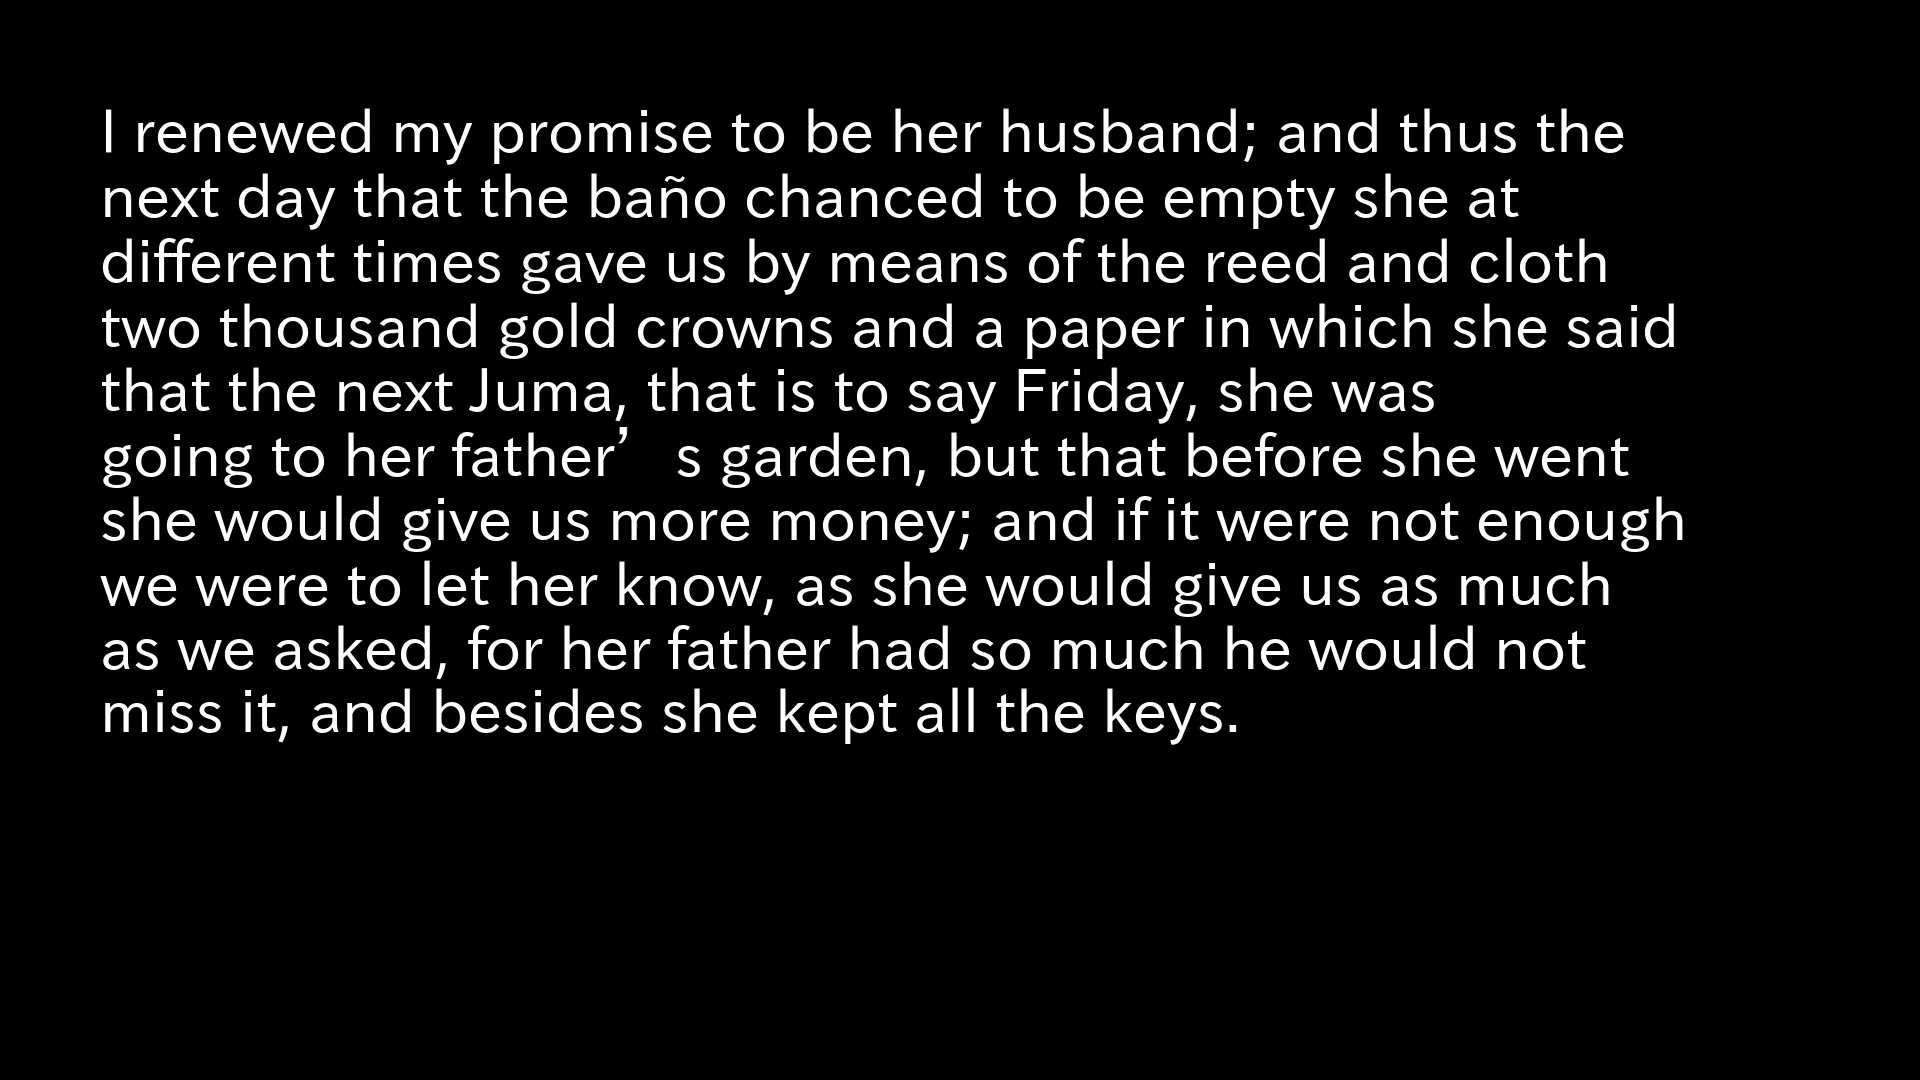 I renewed my promise to be her husband; and thus the
next day that the baño chanced to be empty she at
different times gave us by means of the reed and cloth
two thousand gold crowns and a paper in which she said
that the next Juma, that is to say Friday, she was
going to her father’s garden, but that before she went
she would give us more money; and if it were not enough
we were to let her know, as she would give us as much
as we asked, for her father had so much he would not
miss it, and besides she kept all the keys.